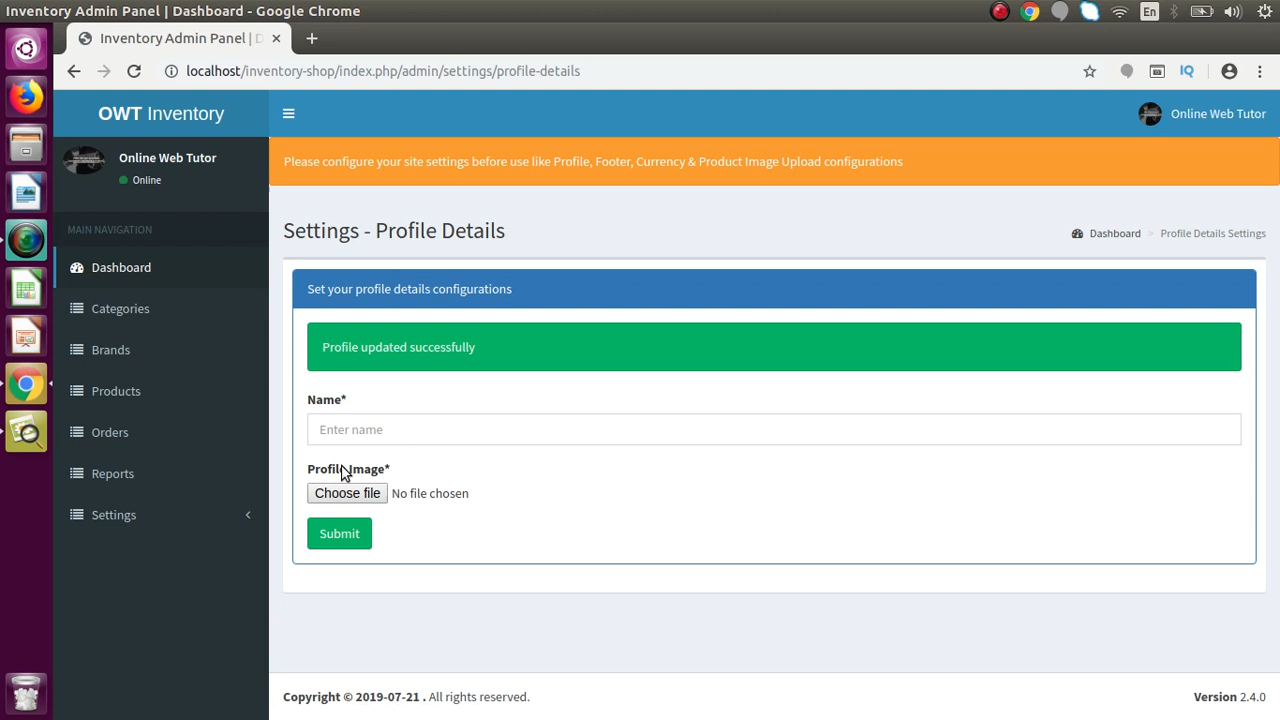 Inventory Admin Panel | Dashboard - Google Chrome
En
Inventory Admin Panel | D
localhost/inventory-shop/index.php/admin/settings/profile-details
IQ
OWT Inventory
Online Web Tutor
Online Web Tutor
Online
Please configure your site settings before use like Profile, Footer, Currency & Product Image Upload configurations
MAIN NAVIGATION
Dashboard
Categories
Brands
Products
Orders
Reports
Settings
Settings - Profile Details
Dashboard > Profile Details Settings
Set your profile details configurations
Profile updated successfully
Name*
Enter name
Profile Image*
Choose file No file chosen
Submit
Copyright © 2019-07-21 . All rights reserved.
Version 2.4.0